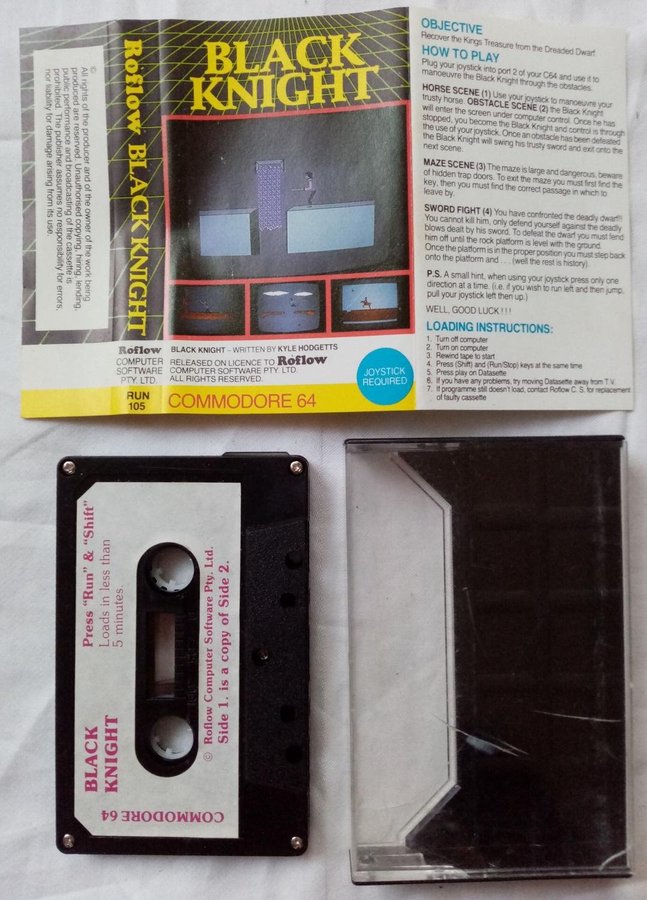 ©
All rights of the producer and of the owner of the work being
produced are reserved. Unauthorised copying, hiring, lending,
public performance and broadcasting of the cassette is
prohibited. The publisher assumes no responsibility for errors,
nor liability for damage arising from its use.
Röflow BLACK KNIGHT
Röflow
COMPUTER
SOFTWARE
PTY. LTD.
RUN
105
BLACK
KNIGHT
BLACK KNIGHT – WRITTEN BY KYLE HODGETTS
RELEASED ON LICENCE TO Röflow
COMPUTER SOFTWARE PTY. LTD.
ALL RIGHTS RESERVED.
JOYSTICK
REQUIRED
COMMODORE 64
OBJECTIVE
Recover the Kings Treasure from the Dreaded Dwarf.
HOW TO PLAY
Plug your joystick into port 2 of your C64 and use it to
manoeuvre the Black Knight through the obstacles.
HORSE SCENE (1) Use your joystick to manoeuvre your
trusty horse. OBSTACLE SCENE (2) the Black Knight
will enter the screen under computer control. Once he has
stopped, you become the Black Knight and control is through
the use of your joystick. Once an obstacle has been defeated
the Black Knight will swing his trusty sword and exit onto the
next scene.
MAZE SCENE (3) The maze is large and dangerous, beware
of hidden trap doors. To exit the maze you must first find the
key, then you must find the correct passage in which to
leave by.
SWORD FIGHT (4) You have confronted the deadly dwarf!!
You cannot kill him, only defend yourself against the deadly
blows dealt by his sword. To defeat the dwarf you must fend
him off until the rock platform is level with the ground.
Once the platform is in the proper position you must step back
onto the platform and . . . (well the rest is history).
P.S. A small hint, when using your joystick press only one
direction at a time. (i.e. if you wish to run left and then jump,
pull your joystick left then up.)
WELL, GOOD LUCK ! ! !
LOADING INSTRUCTIONS:
1. Turn off computer
2. Turn on computer
3. Rewind tape to start
4. Press (Shift) and (Run/Stop) keys at the same time
5. Press play on Datasette
6. If you have any problems, try moving Datasette away from T.V.
7. If programme still doesn't load, contact Roflow C. S. for replacement
of faulty cassette
BLACK
KNIGHT
Press "Run" & "Shift"
Loads in less than
5 minutes.
© Roflow Computer Software Pty. Ltd.
Side 1. is a copy of Side 2.
COMMODORE 64